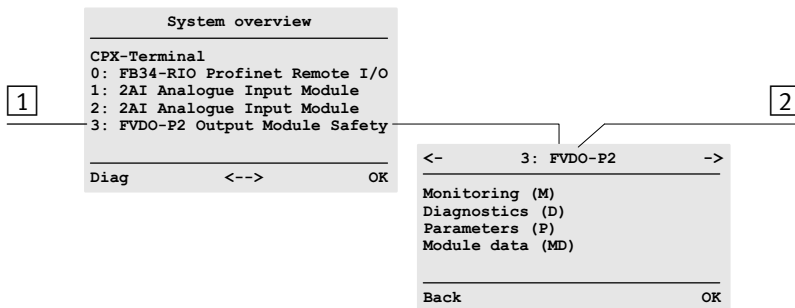 System overview
CPX-Terminal
0: FB34-RIO Profinet Remote I/O
1: 2AI Analogue Input Module
2: 2AI Analogue Input Module
3: FVDO-P2 Output Module Safety
Diag <--> OK
1
2
<- 3: FVDO-P2 ->
Monitoring (M)
Diagnostics (D)
Parameters (P)
Module data (MD)
Back OK